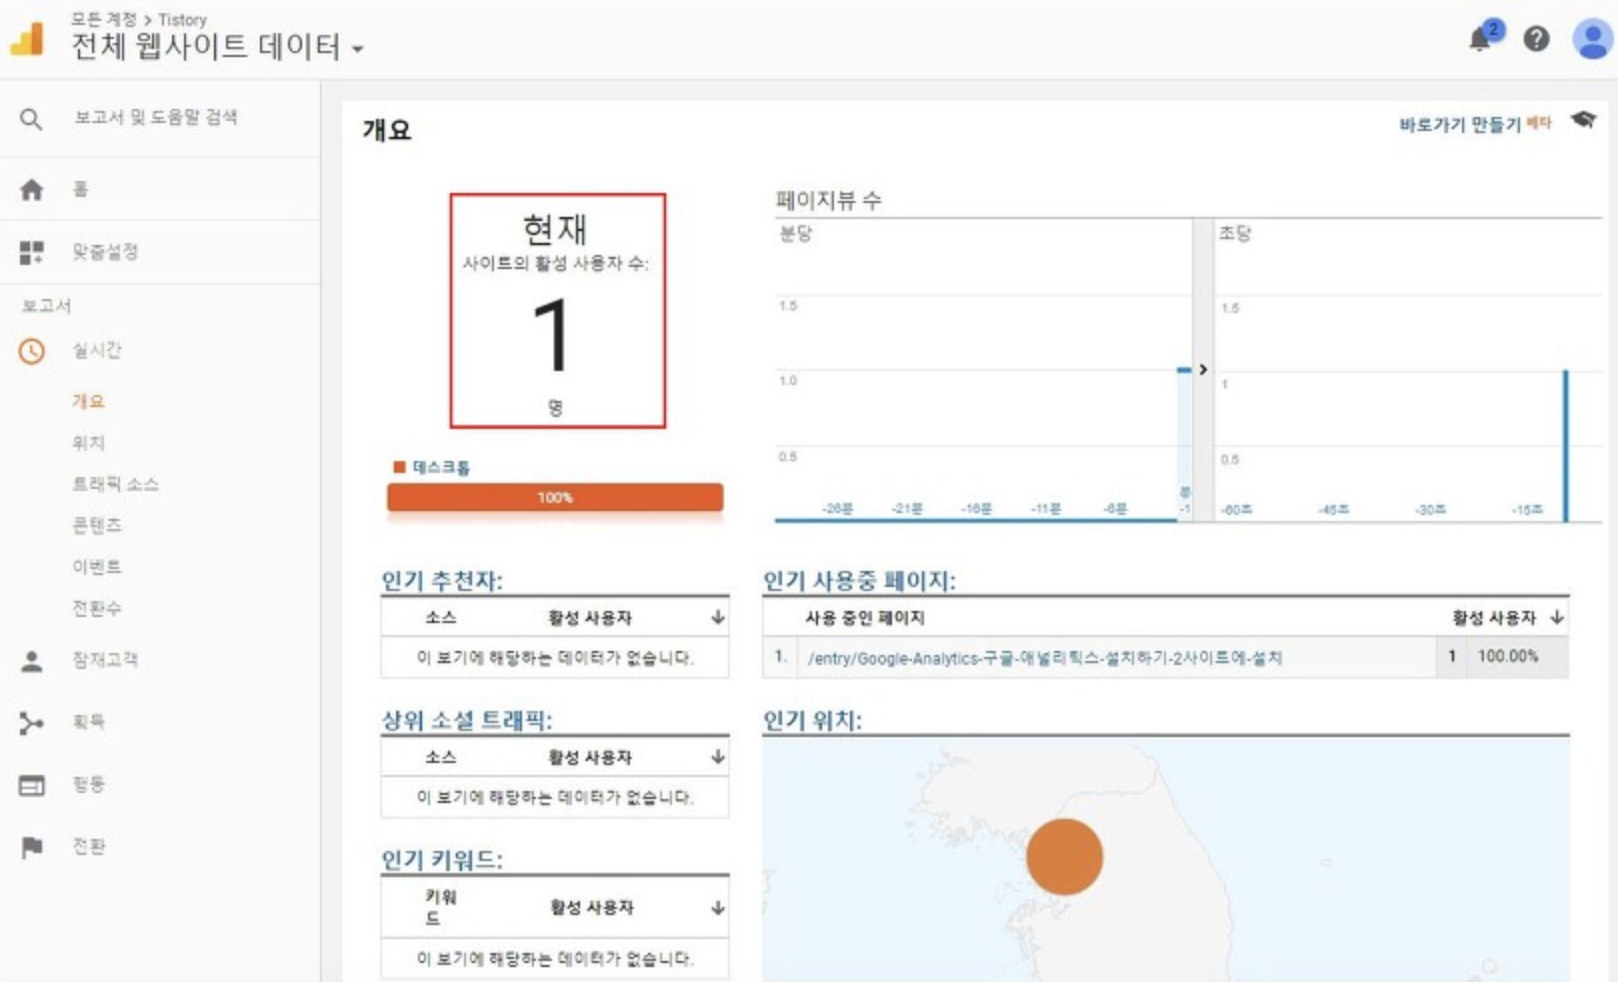 모든 계정 > Tistory
전체 웹사이트 데이터
2
보고서 및 도움말 검색
홈
맞춤설정
보고서
실시간
개요
위치
트래픽 소스
콘텐츠
이벤트
전환수
잠재고객
획득
행동
전환
개요
바로가기 만들기 베타
현재
사이트의 활성 사용자 수:
1
명
데스크톱
100%
페이지뷰 수
분당
1.5
1.0
0.5
-26분 -21분 -16분 -11분 -6분 분 -1
초당
1.5
1
0.5
-60초 -45초 -30초 -15초
인기 추천자:
소스 활성 사용자
이 보기에 해당하는 데이터가 없습니다.
상위 소셜 트래픽:
소스 활성 사용자
이 보기에 해당하는 데이터가 없습니다.
인기 키워드:
키워
드
활성 사용자
이 보기에 해당하는 데이터가 없습니다.
인기 사용중 페이지:
사용 중인 페이지 활성 사용자
1. /entry/Google-Analytics-구글-애널리틱스-설치하기-2사이트에-설치 1 100.00%
인기 위치: